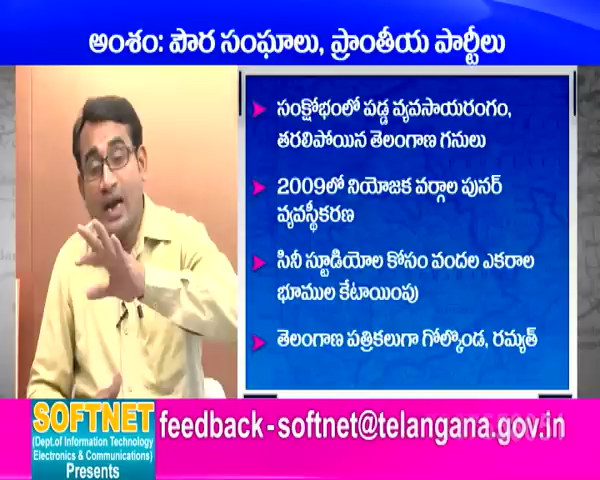 అంశం: పౌర సంఘాలు, ప్రాంతీయ పార్టీలు
సంక్షోభంలో పడ్డ వ్యవసాయరంగం,
తరలిపోయిన తెలంగాణ గనులు
2009లో నియోజక వర్గాల పునర్
వ్యవస్థీకరణ
సినీ స్టూడియోల కోసం వందల ఎకరాల
భూముల కేటాయింపు
తెలంగాణ పత్రికలుగా గోల్కొండ, రమ్యత్
SOFTNET
(Dept.of Information Technology
Electronics & Communications)
Presents
feedback-softnet@telangana.gov.in